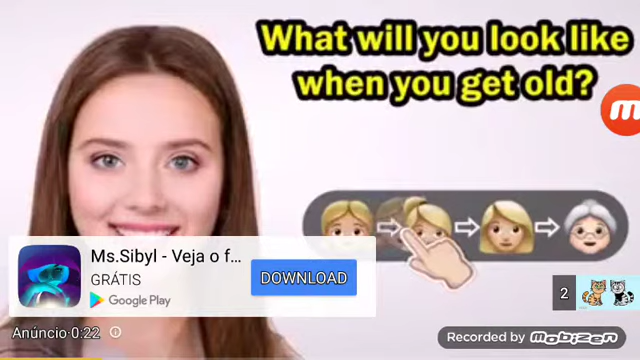 What will you look like
when you get old?
Ms.Sibyl - Veja o f...
GRÁTIS
DOWNLOAD
Google Play
2
Anúncio·0:22
Recorded by mobizen